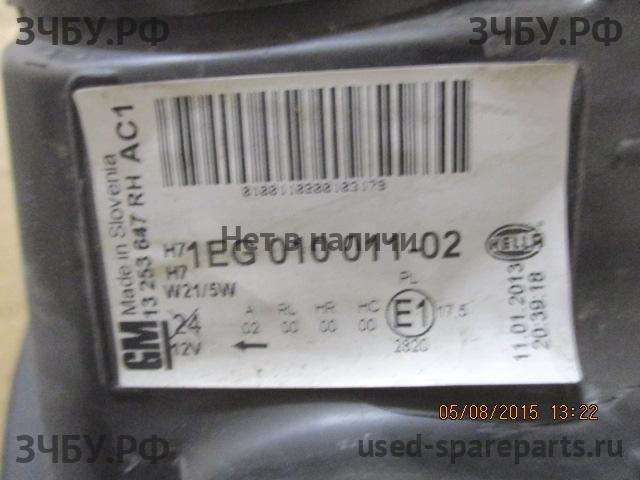 ЗЧБУ.РФ
ЗЧБУ.РФ
GM
Made in Slovenia
13 253 647 RH AC1
0100110000103179
Нет в наличии
H7
1EG 010 011-02
HELLA
H7
W21/5W
24
12V
A RL HR HC PL
02 00 00 00 E1 17,5
2820
11.01.2013
20:39:18
05/08/2015 13:22
ЗЧБУ.РФ
used-spareparts.ru